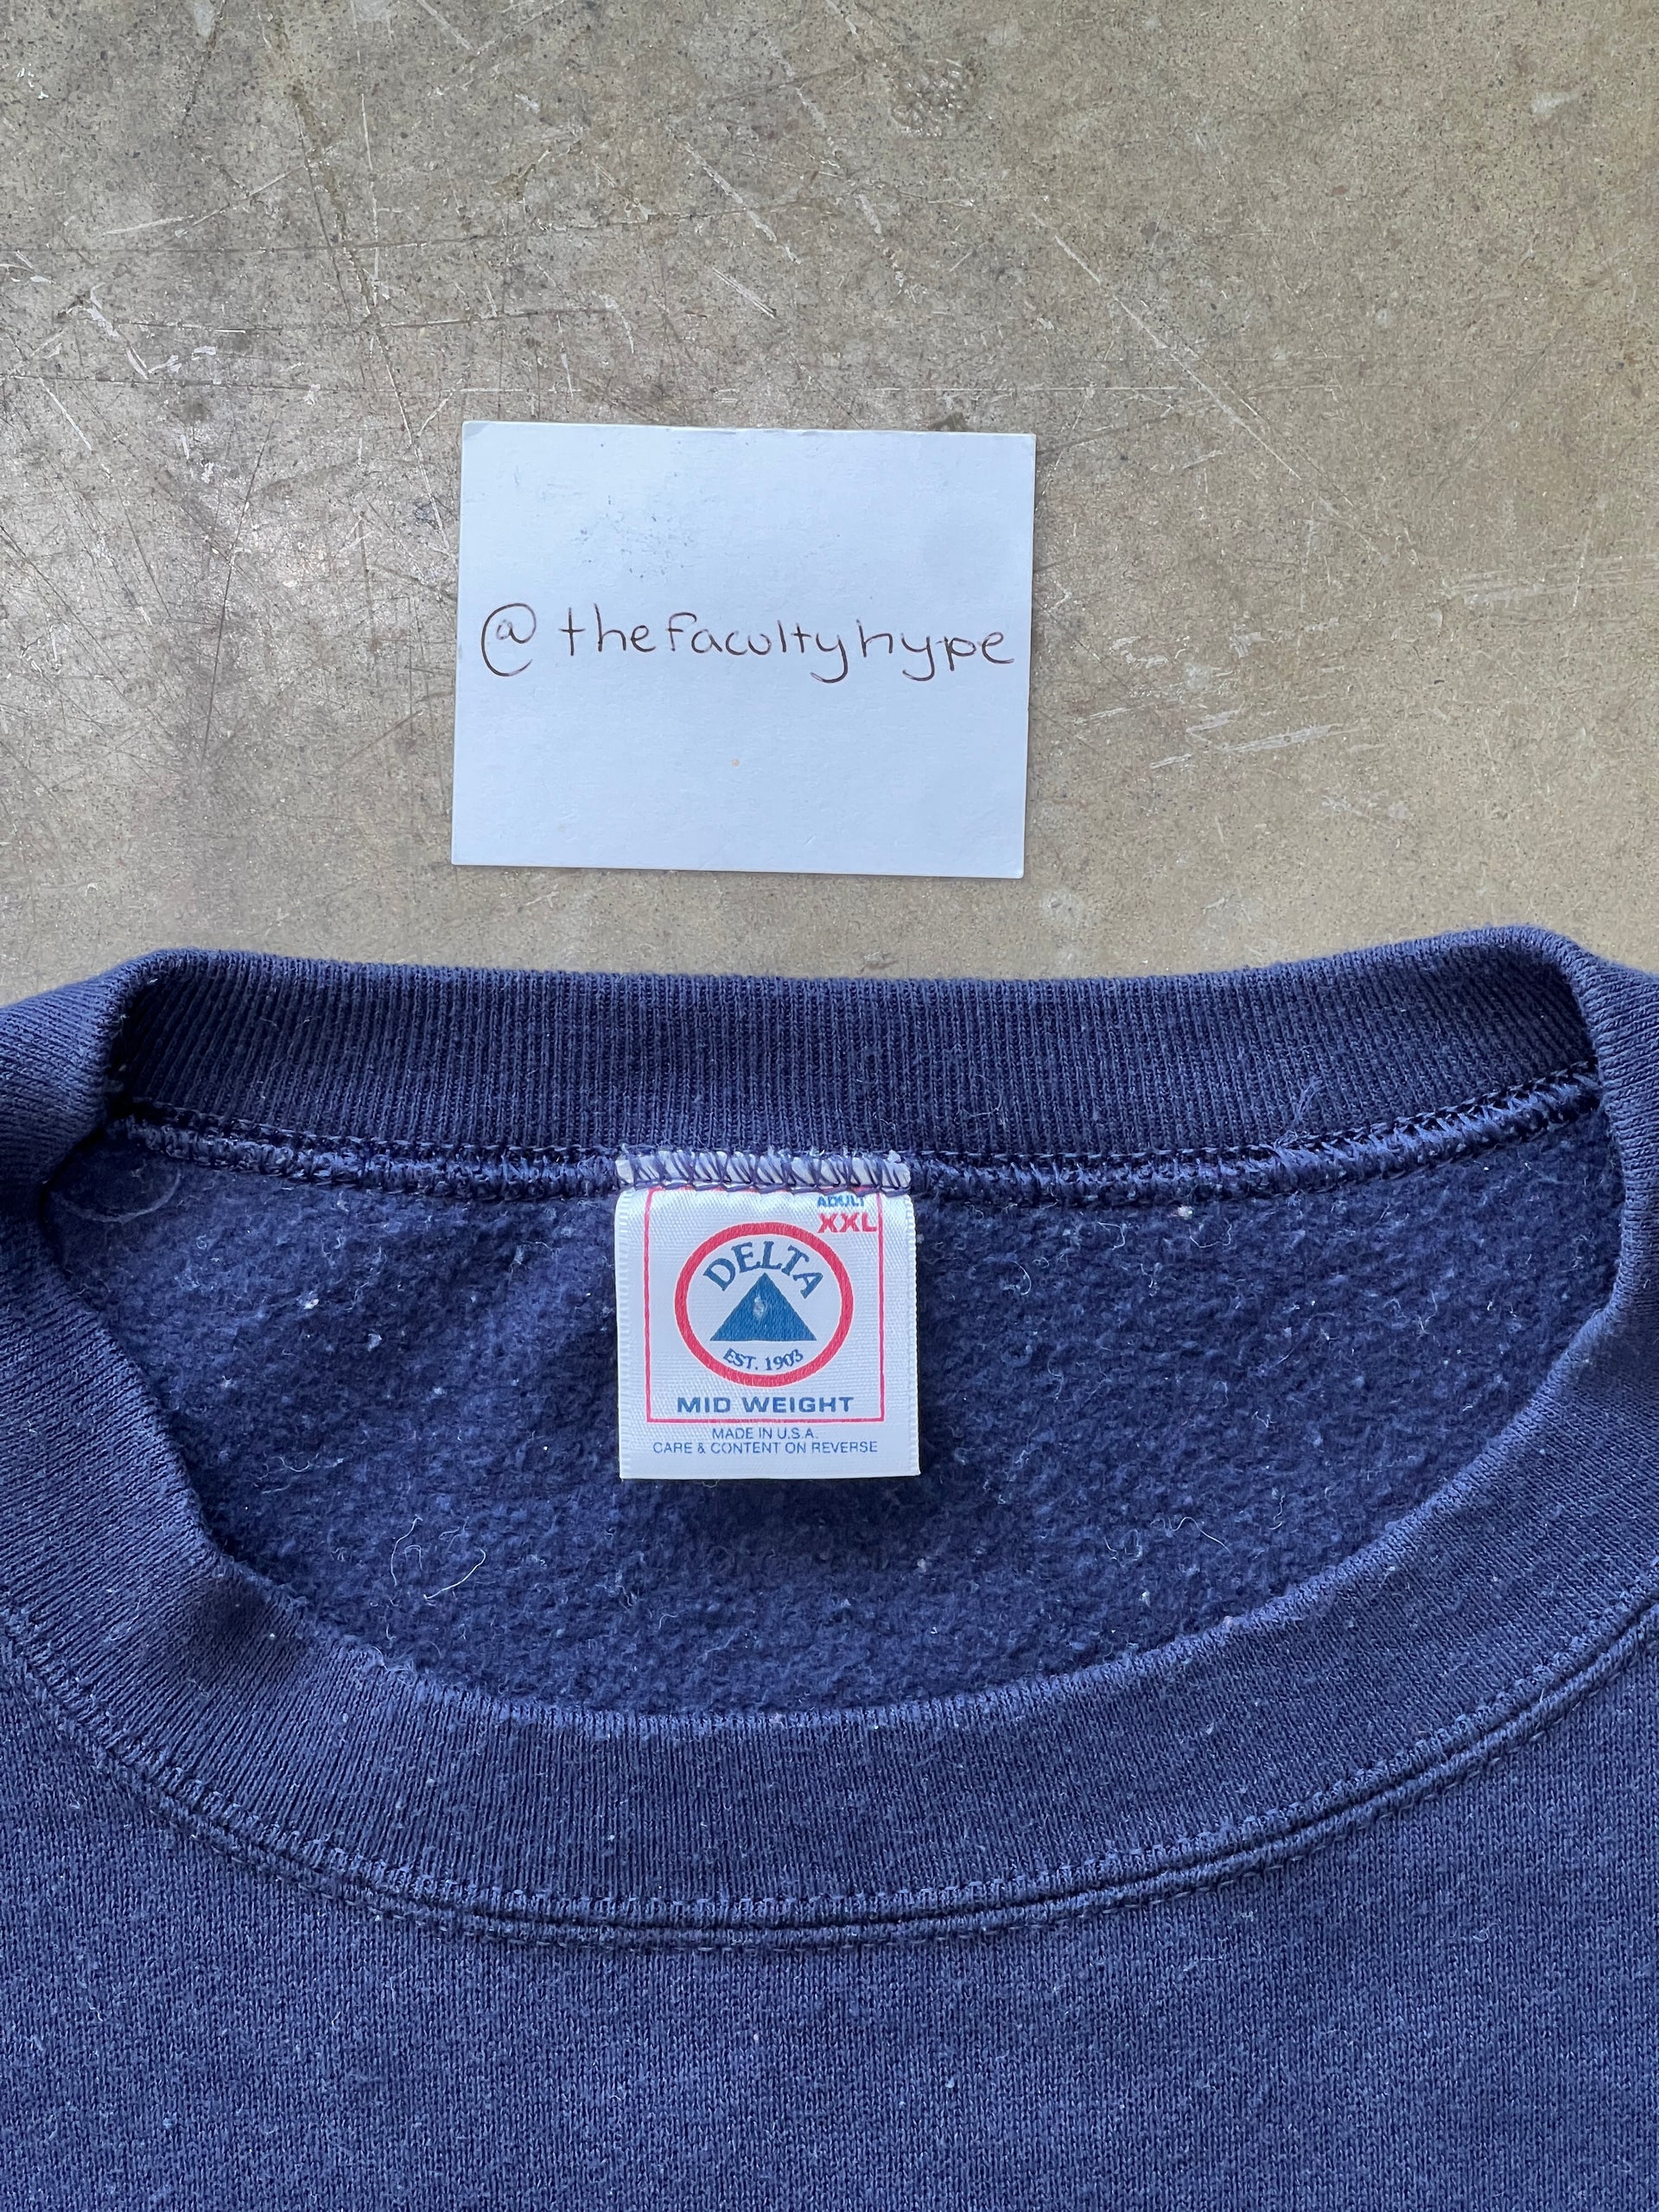 @thefacultyhype
ADULT
XXL
DELTA
EST. 1903
MID WEIGHT
MADE IN U.S.A.
CARE & CONTENT ON REVERSE